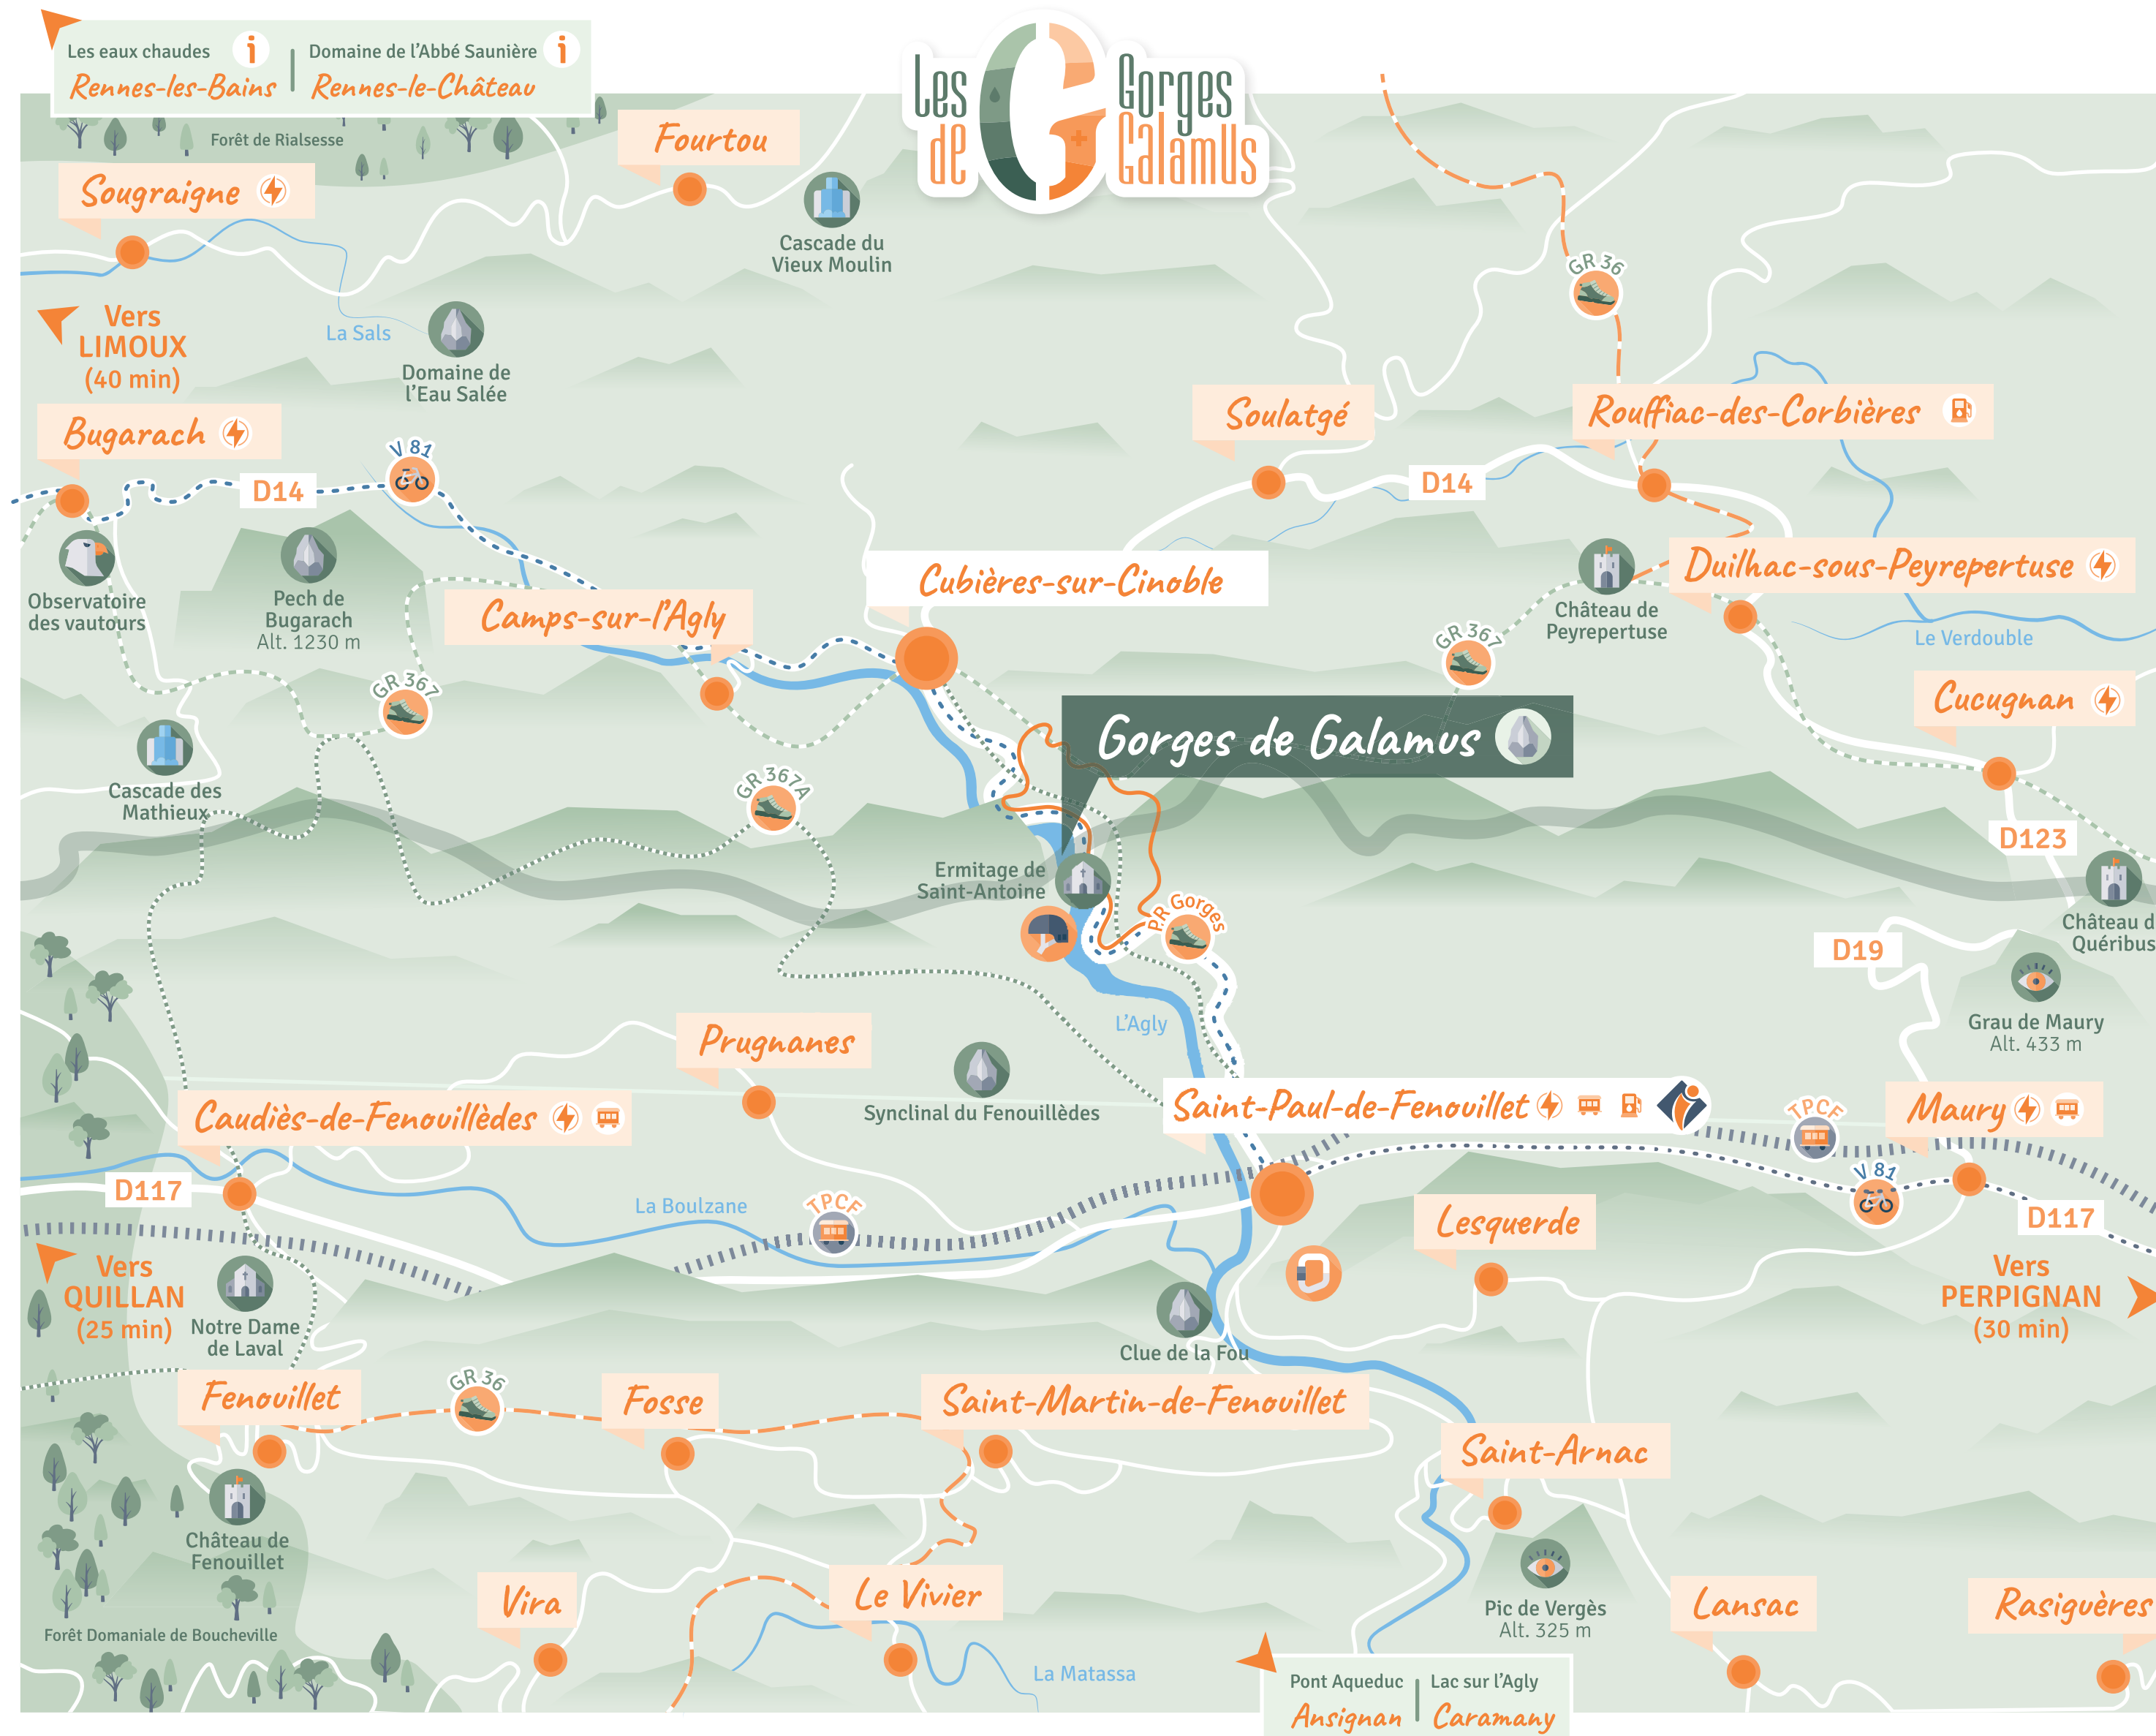 Les eaux chaudes
Rennes-les-Bains
Domaine de l'Abbé Saunière
Rennes-le-Château
Les Gorges
de Galamus
Forêt de Rialsesse
Fourtou
Sougraigne
Cascade du
Vieux Moulin
GR 36
Vers
LIMOUX
(40 min)
La Sals
Domaine de
l'Eau Salée
Bugarach
Soulatgé
Rouffiac-des-Corbières
V 81
D14
D14
Observatoire
des vautours
Pech de
Bugarach
Alt. 1230 m
Cubières-sur-Cinoble
Camps-sur-l'Agly
Château de
Peyrepertuse
Duilhac-sous-Peyrepertuse
Le Verdouble
GR 367
GR 367
Cucugnan
Gorges de Galamus
Cascade des
Mathieux
GR 367A
D123
Ermitage de
Saint-Antoine
PR Gorges
Château d
Quéribus
D19
Grau de Maury
Alt. 433 m
L'Agly
Prugnanes
Synclinal du Fenouillèdes
Caudiès-de-Fenouillèdes
Saint-Paul-de-Fenouillet
TPCF
Maury
D117
La Boulzane
TPCF
V 81
Lesquerde
D117
Vers
QUILLAN
(25 min)
Notre Dame
de Laval
Vers
PERPIGNAN
(30 min)
Clue de la Fou
Fenouillet
GR 36
Fosse
Saint-Martin-de-Fenouillet
Saint-Arnac
Château de
Fenouillet
Vira
Le Vivier
Pic de Vergès
Alt. 325 m
Lansac
Rasiguères
Forêt Domaniale de Boucheville
La Matassa
Pont Aqueduc
Ansignan
Lac sur l'Agly
Caramany